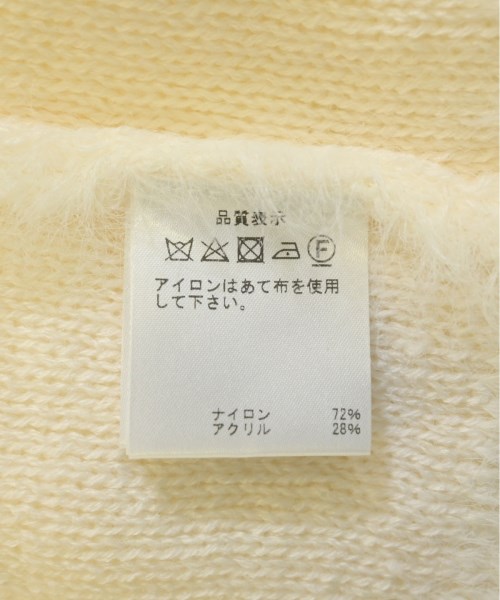 品質表示
F
アイロンはあて布を使用
して下さい。
ナイロン 72%
アクリル 28%